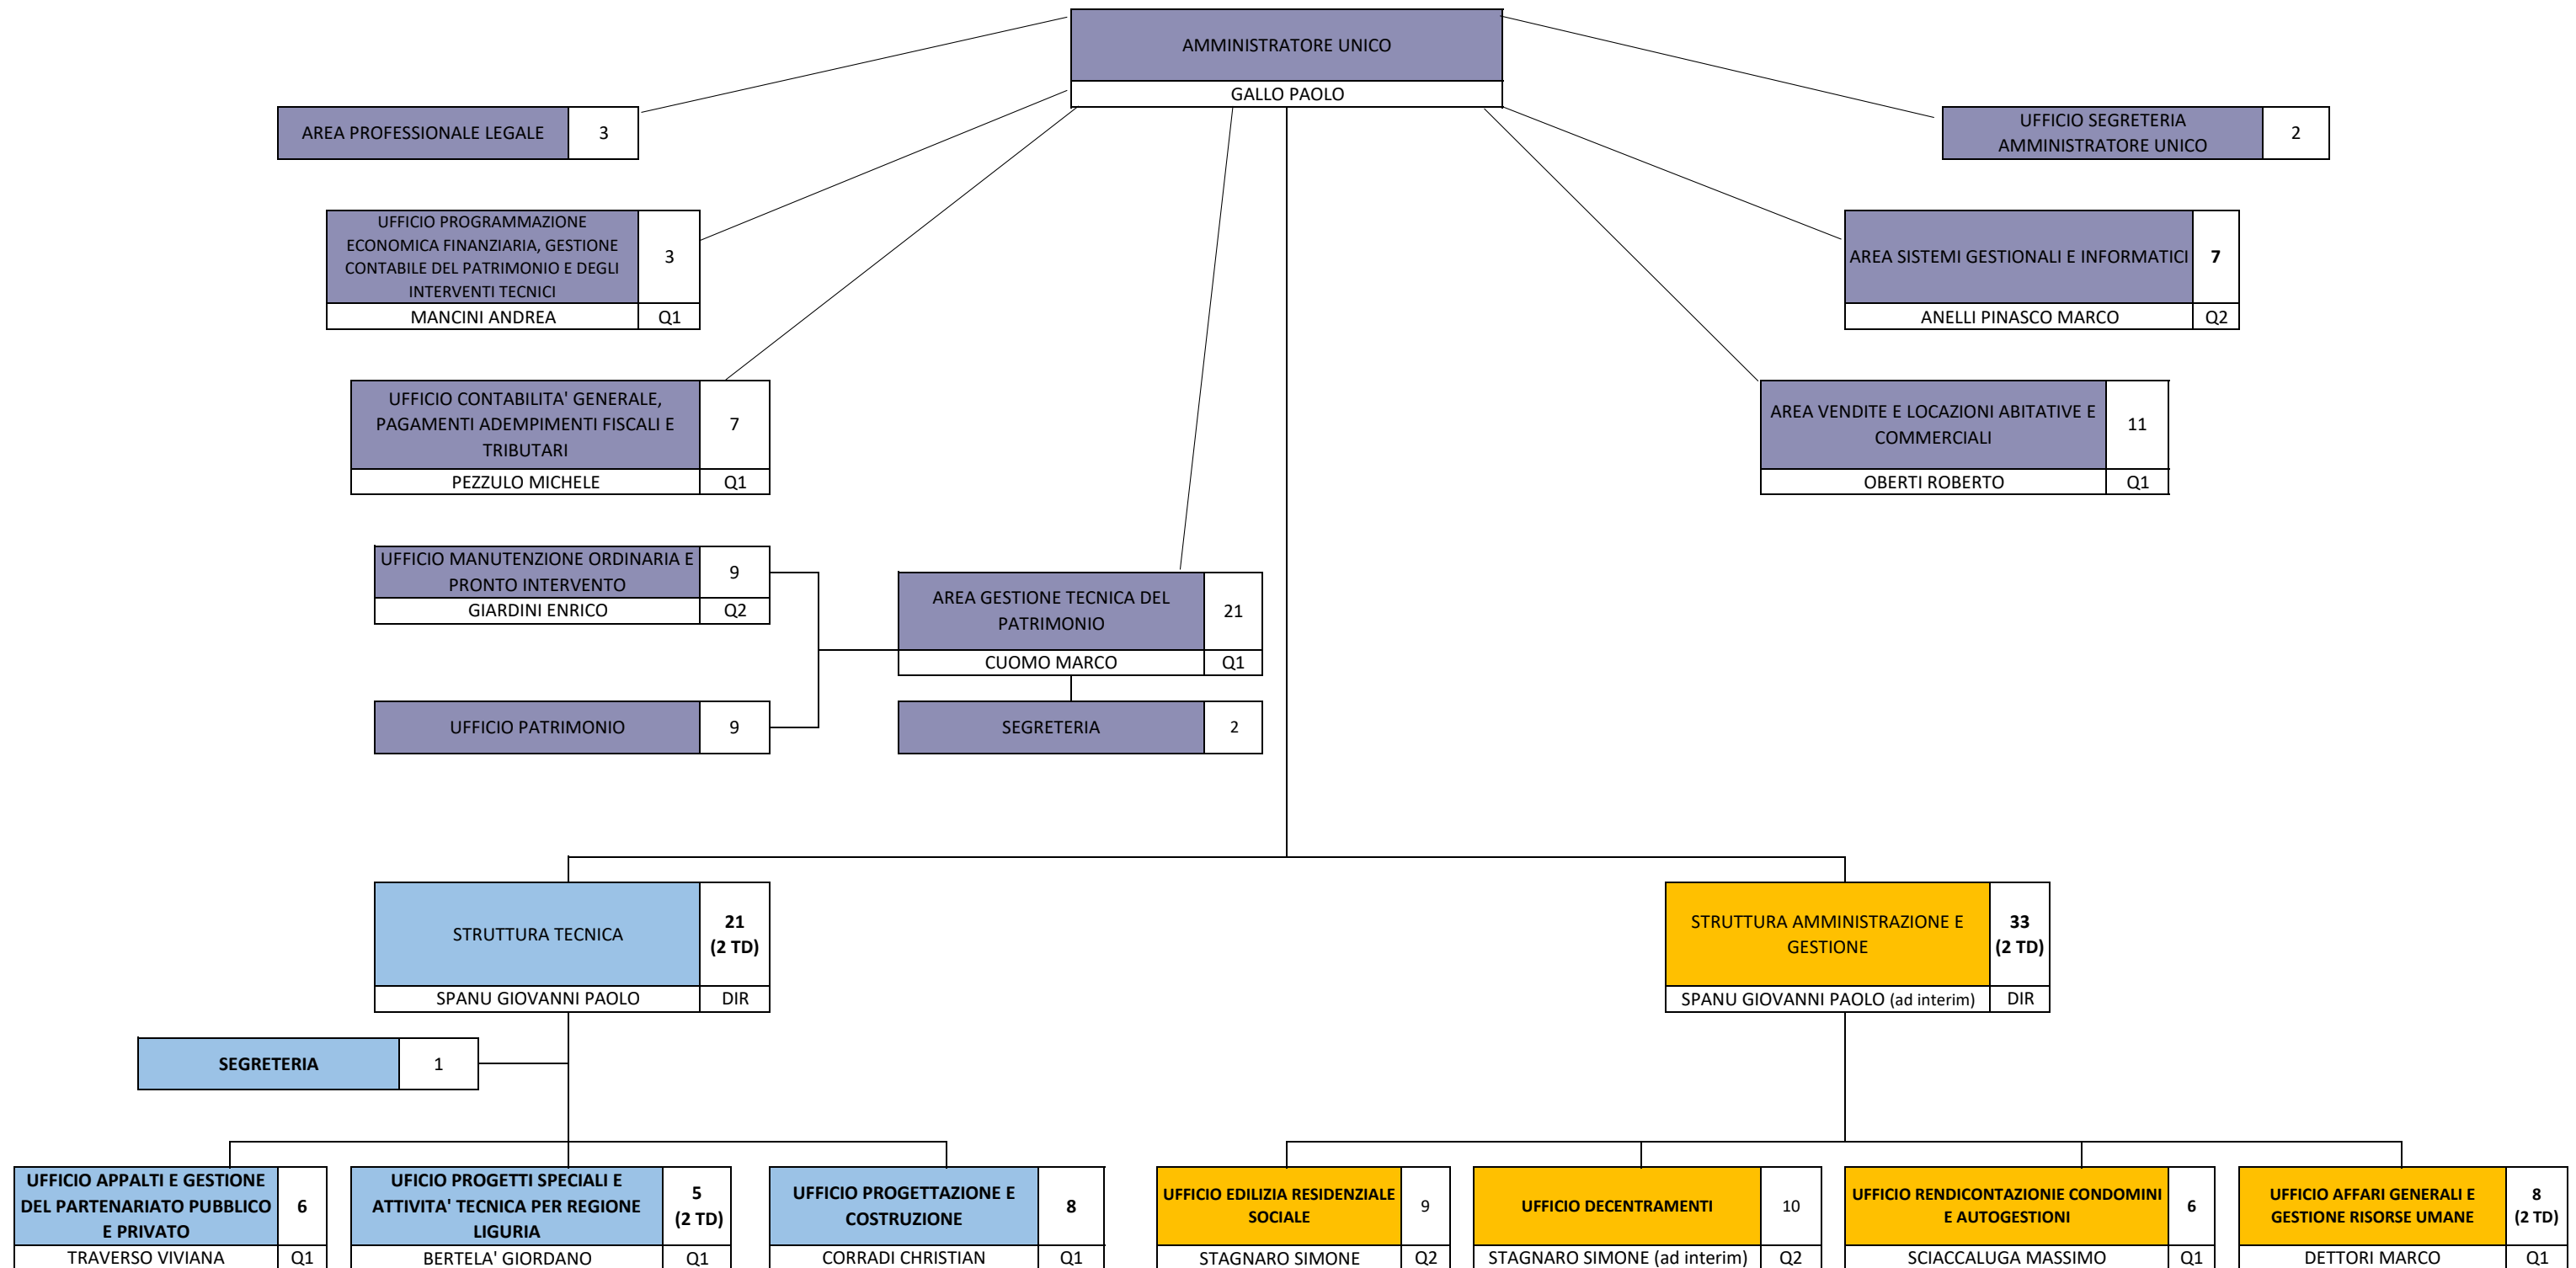 AMMINISTRATORE UNICO
GALLO PAOLO
AREA PROFESSIONALE LEGALE
3
UFFICIO SEGRETERIA
AMMINISTRATORE UNICO
2
UFFICIO PROGRAMMAZIONE
ECONOMICA FINANZIARIA, GESTIONE
CONTABILE DEL PATRIMONIO E DEGLI
INTERVENTI TECNICI
3
MANCINI ANDREA
Q1
AREA SISTEMI GESTIONALI E INFORMATICI
7
ANELLI PINASCO MARCO
Q2
UFFICIO CONTABILITA' GENERALE,
PAGAMENTI ADEMPIMENTI FISCALI E
TRIBUTARI
7
PEZZULO MICHELE
Q1
AREA VENDITE E LOCAZIONI ABITATIVE E
COMMERCIALI
11
OBERTI ROBERTO
Q1
UFFICIO MANUTENZIONE ORDINARIA E
PRONTO INTERVENTO
9
GIARDINI ENRICO
Q2
AREA GESTIONE TECNICA DEL
PATRIMONIO
21
CUOMO MARCO
Q1
UFFICIO PATRIMONIO
9
SEGRETERIA
2
STRUTTURA TECNICA
21
(2 TD)
SPANU GIOVANNI PAOLO
DIR
STRUTTURA AMMINISTRAZIONE E
GESTIONE
33
(2 TD)
SPANU GIOVANNI PAOLO (ad interim)
DIR
SEGRETERIA
1
UFFICIO APPALTI E GESTIONE
DEL PARTENARIATO PUBBLICO
E PRIVATO
6
TRAVERSO VIVIANA
Q1
UFICIO PROGETTI SPECIALI E
ATTIVITA' TECNICA PER REGIONE
LIGURIA
5
(2 TD)
BERTELA' GIORDANO
Q1
UFFICIO PROGETTAZIONE E
COSTRUZIONE
8
CORRADI CHRISTIAN
Q1
UFFICIO EDILIZIA RESIDENZIALE
SOCIALE
9
STAGNARO SIMONE
Q2
UFFICIO DECENTRAMENTI
10
STAGNARO SIMONE (ad interim)
Q2
UFFICIO RENDICONTAZIONIE CONDOMINI
E AUTOGESTIONI
6
SCIACCALUGA MASSIMO
Q1
UFFICIO AFFARI GENERALI E
GESTIONE RISORSE UMANE
8
(2 TD)
DETTORI MARCO
Q1